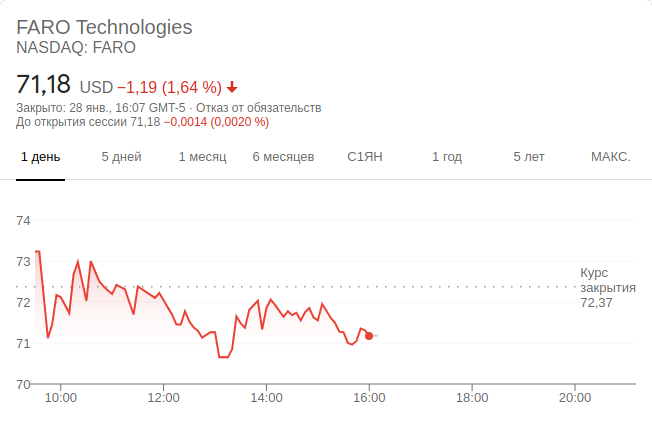 FARO Technologies
NASDAQ: FARO
71,18 USD −1,19 (1,64 %)
Закрыто: 28 янв., 16:07 GMT-5 · Отказ от обязательств
До открытия сессии 71,18 −0,0014 (0,0020 %)
1 день 5 дней 1 месяц 6 месяцев С1ЯН 1 год 5 лет МАКС.
74
73
Курс
закрытия
72,37
72
71
70
10:00 12:00 14:00 16:00 18:00 20:00